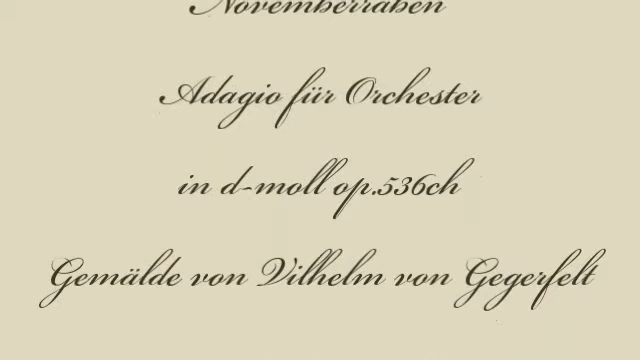 Novemberraben
Adagio für Orchester
in d-moll op.536ch
Gemälde von Vilhelm von Gegerfelt